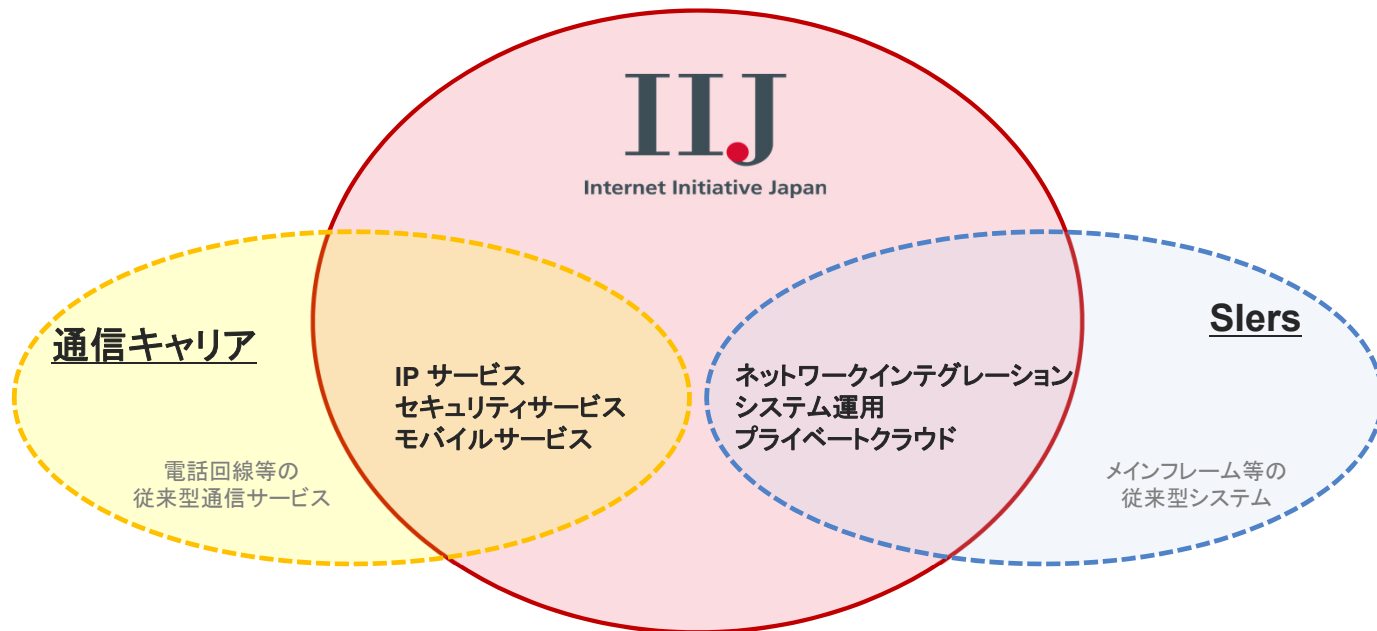 IIJ
Internet Initiative Japan
通信キャリア
IP サービス
セキュリティサービス
モバイルサービス
電話回線等の
従来型通信サービス
SIers
ネットワークインテグレーション
システム運用
プライベートクラウド
メインフレーム等の
従来型システム